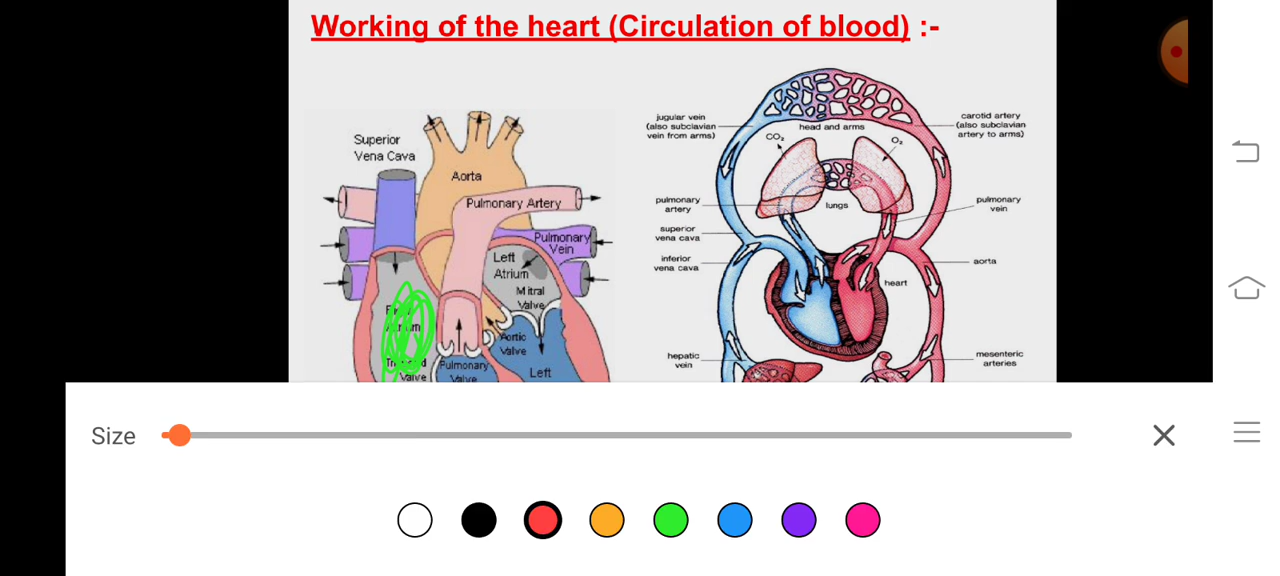 Working of the heart (Circulation of blood) :-
Superior
Vena Cava
Aorta
Pulmonary Artery
Pulmonary
Vein
Left
Atrium
Mitral
Valve
Aortic
Valve
Valve
Pulmonary
Valve
Left
jugular vein
(also subclavian
vein from arms)
CO₂
head and arms
O₂
carotid artery
(also subclavian
artery to arms)
lungs
pulmonary
artery
pulmonary
vein
superior
vena cava
inferior
vena cava
aorta
heart
hepatic
vein
mesenteric
arteries
Size